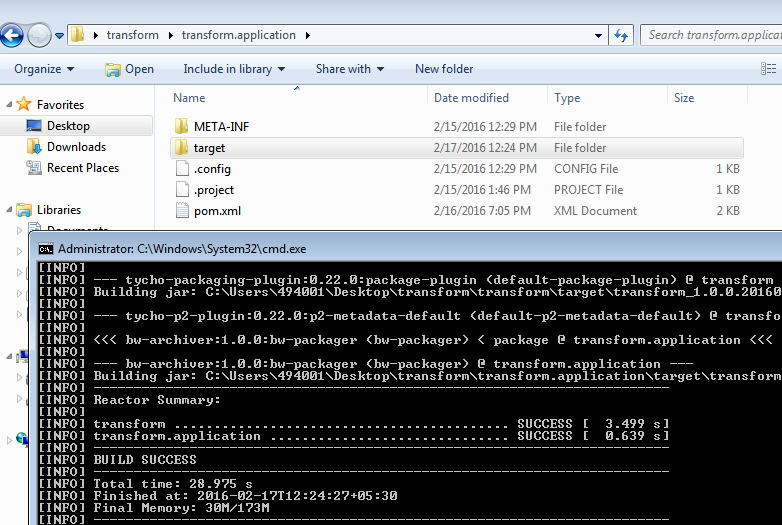 transform transform.application
Search transform.applicat
Organize Open Include in library Share with New folder
Favorites
Desktop
Downloads
Recent Places
Libraries
Name Date modified Type Size
META-INF 2/15/2016 12:29 PM File folder
target 2/17/2016 12:24 PM File folder
.config 2/15/2016 12:29 PM CONFIG File 1 KB
.project 2/15/2016 1:46 PM PROJECT File 1 KB
pom.xml 2/16/2016 7:05 PM XML Document 2 KB
Administrator: C:\Windows\System32\cmd.exe
[INFO]
[INFO] --- tycho-packaging-plugin:0.22.0:package-plugin (default-package-plugin) @ transform
[INFO] Building jar: C:\Users\494001\Desktop\transform\transform\target\transform_1.0.0.20160
[INFO]
[INFO] --- tycho-p2-plugin:0.22.0:p2-metadata-default (default-p2-metadata-default) @ transfo
[INFO]
[INFO] <<< bw-archiver:1.0.0:bw-packager (bw-packager) < package @ transform.application <<<
[INFO]
[INFO] --- bw-archiver:1.0.0:bw-packager (bw-packager) @ transform.application ---
[INFO] Building jar: C:\Users\494001\Desktop\transform\transform.application\target\transform
[INFO] ------------------------------------------------------------------------
[INFO] Reactor Summary:
[INFO]
[INFO] transform .......................................... SUCCESS [  3.499 s]
[INFO] transform.application .............................. SUCCESS [  0.639 s]
[INFO] ------------------------------------------------------------------------
[INFO] BUILD SUCCESS
[INFO] ------------------------------------------------------------------------
[INFO] Total time: 28.975 s
[INFO] Finished at: 2016-02-17T12:24:27+05:30
[INFO] Final Memory: 30M/173M
[INFO] ------------------------------------------------------------------------